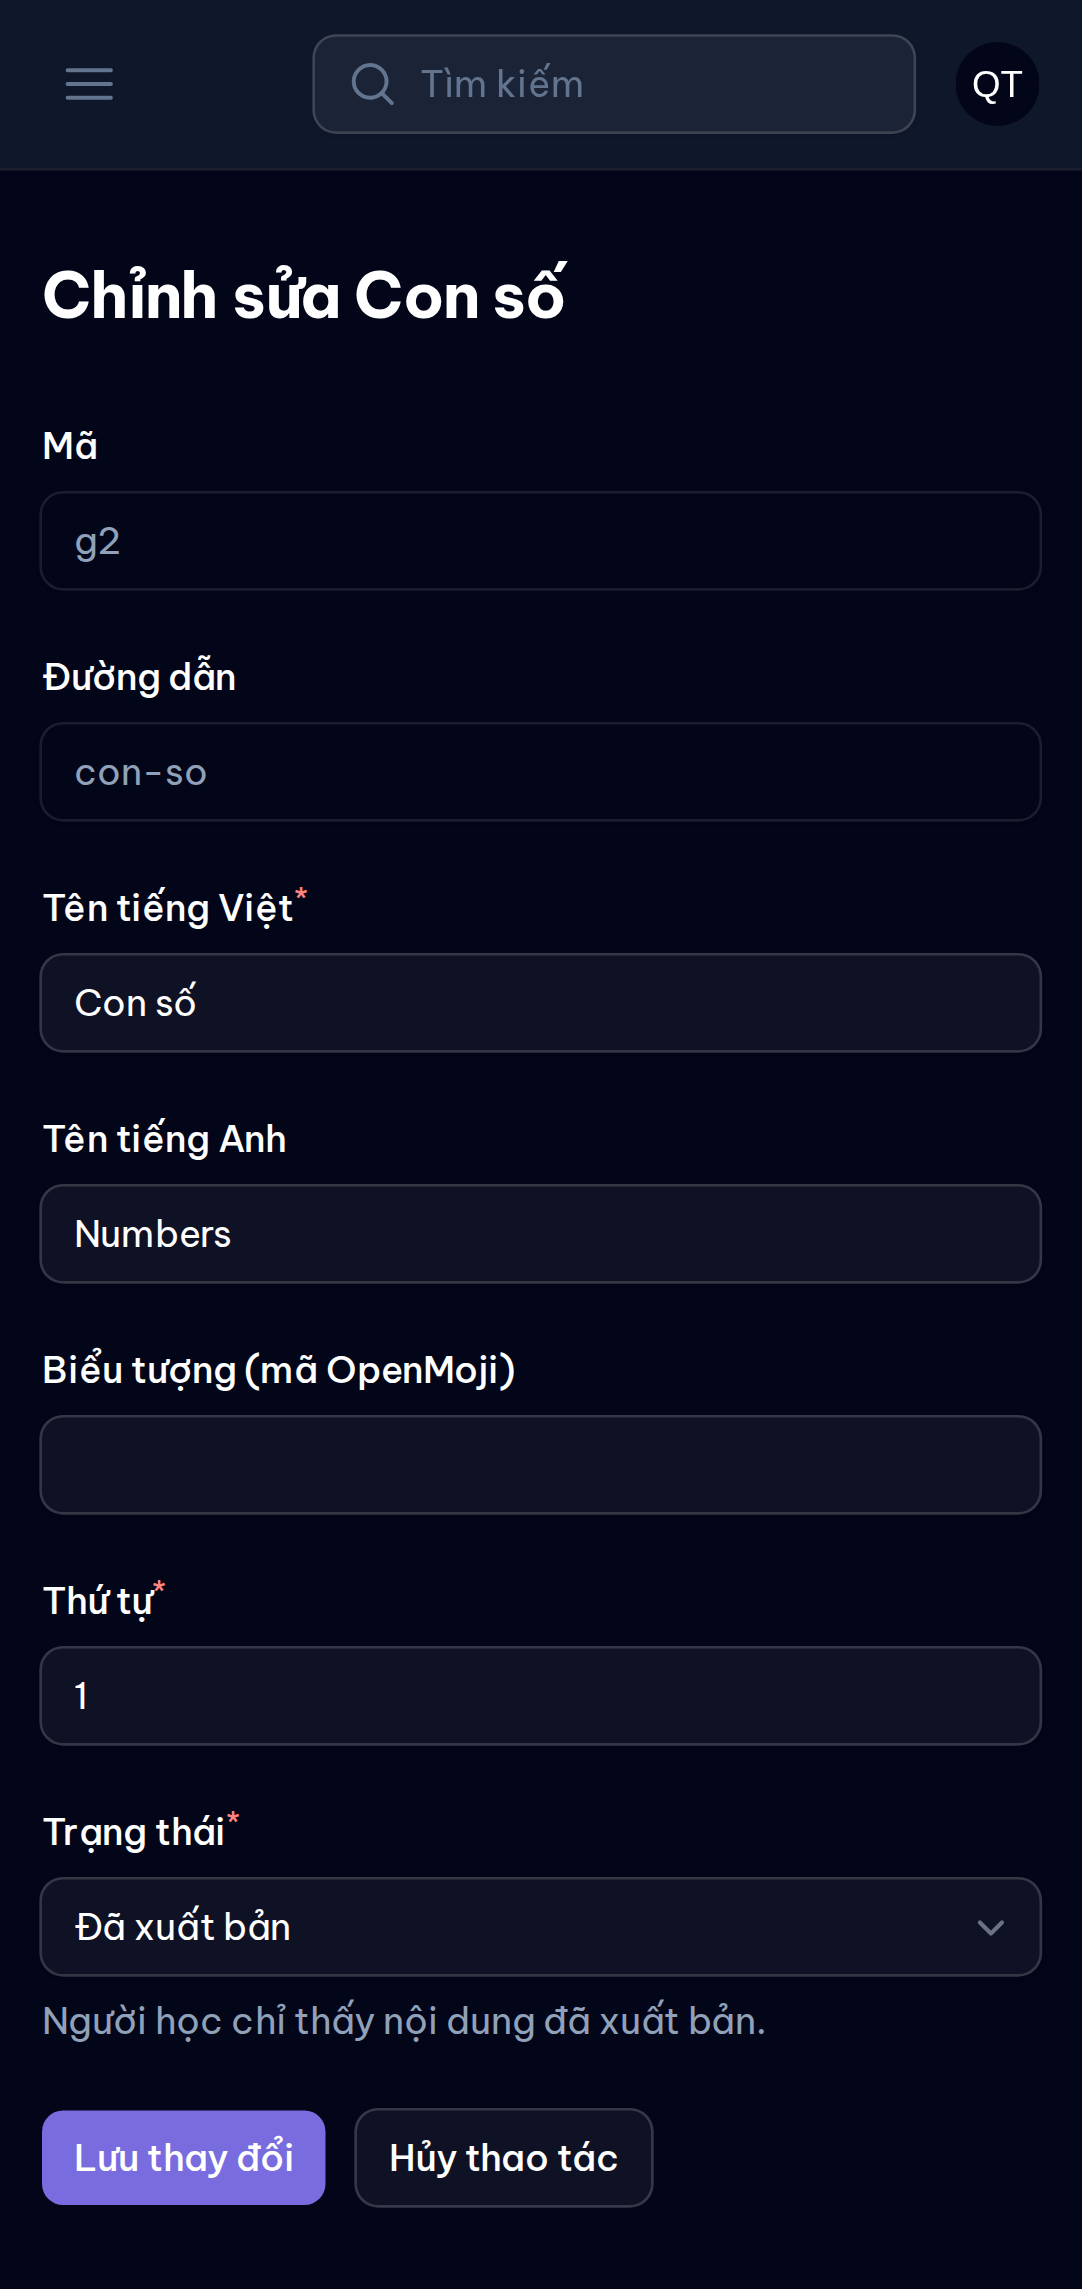 Tìm kiếm
QT
Chỉnh sửa Con số
Mã
g2
Đường dẫn
con-so
Tên tiếng Việt*
Con số
Tên tiếng Anh
Numbers
Biểu tượng (mã OpenMoji)
Thứ tự*
1
Trạng thái*
Đã xuất bản
Người học chỉ thấy nội dung đã xuất bản.
Lưu thay đổi
Hủy thao tác